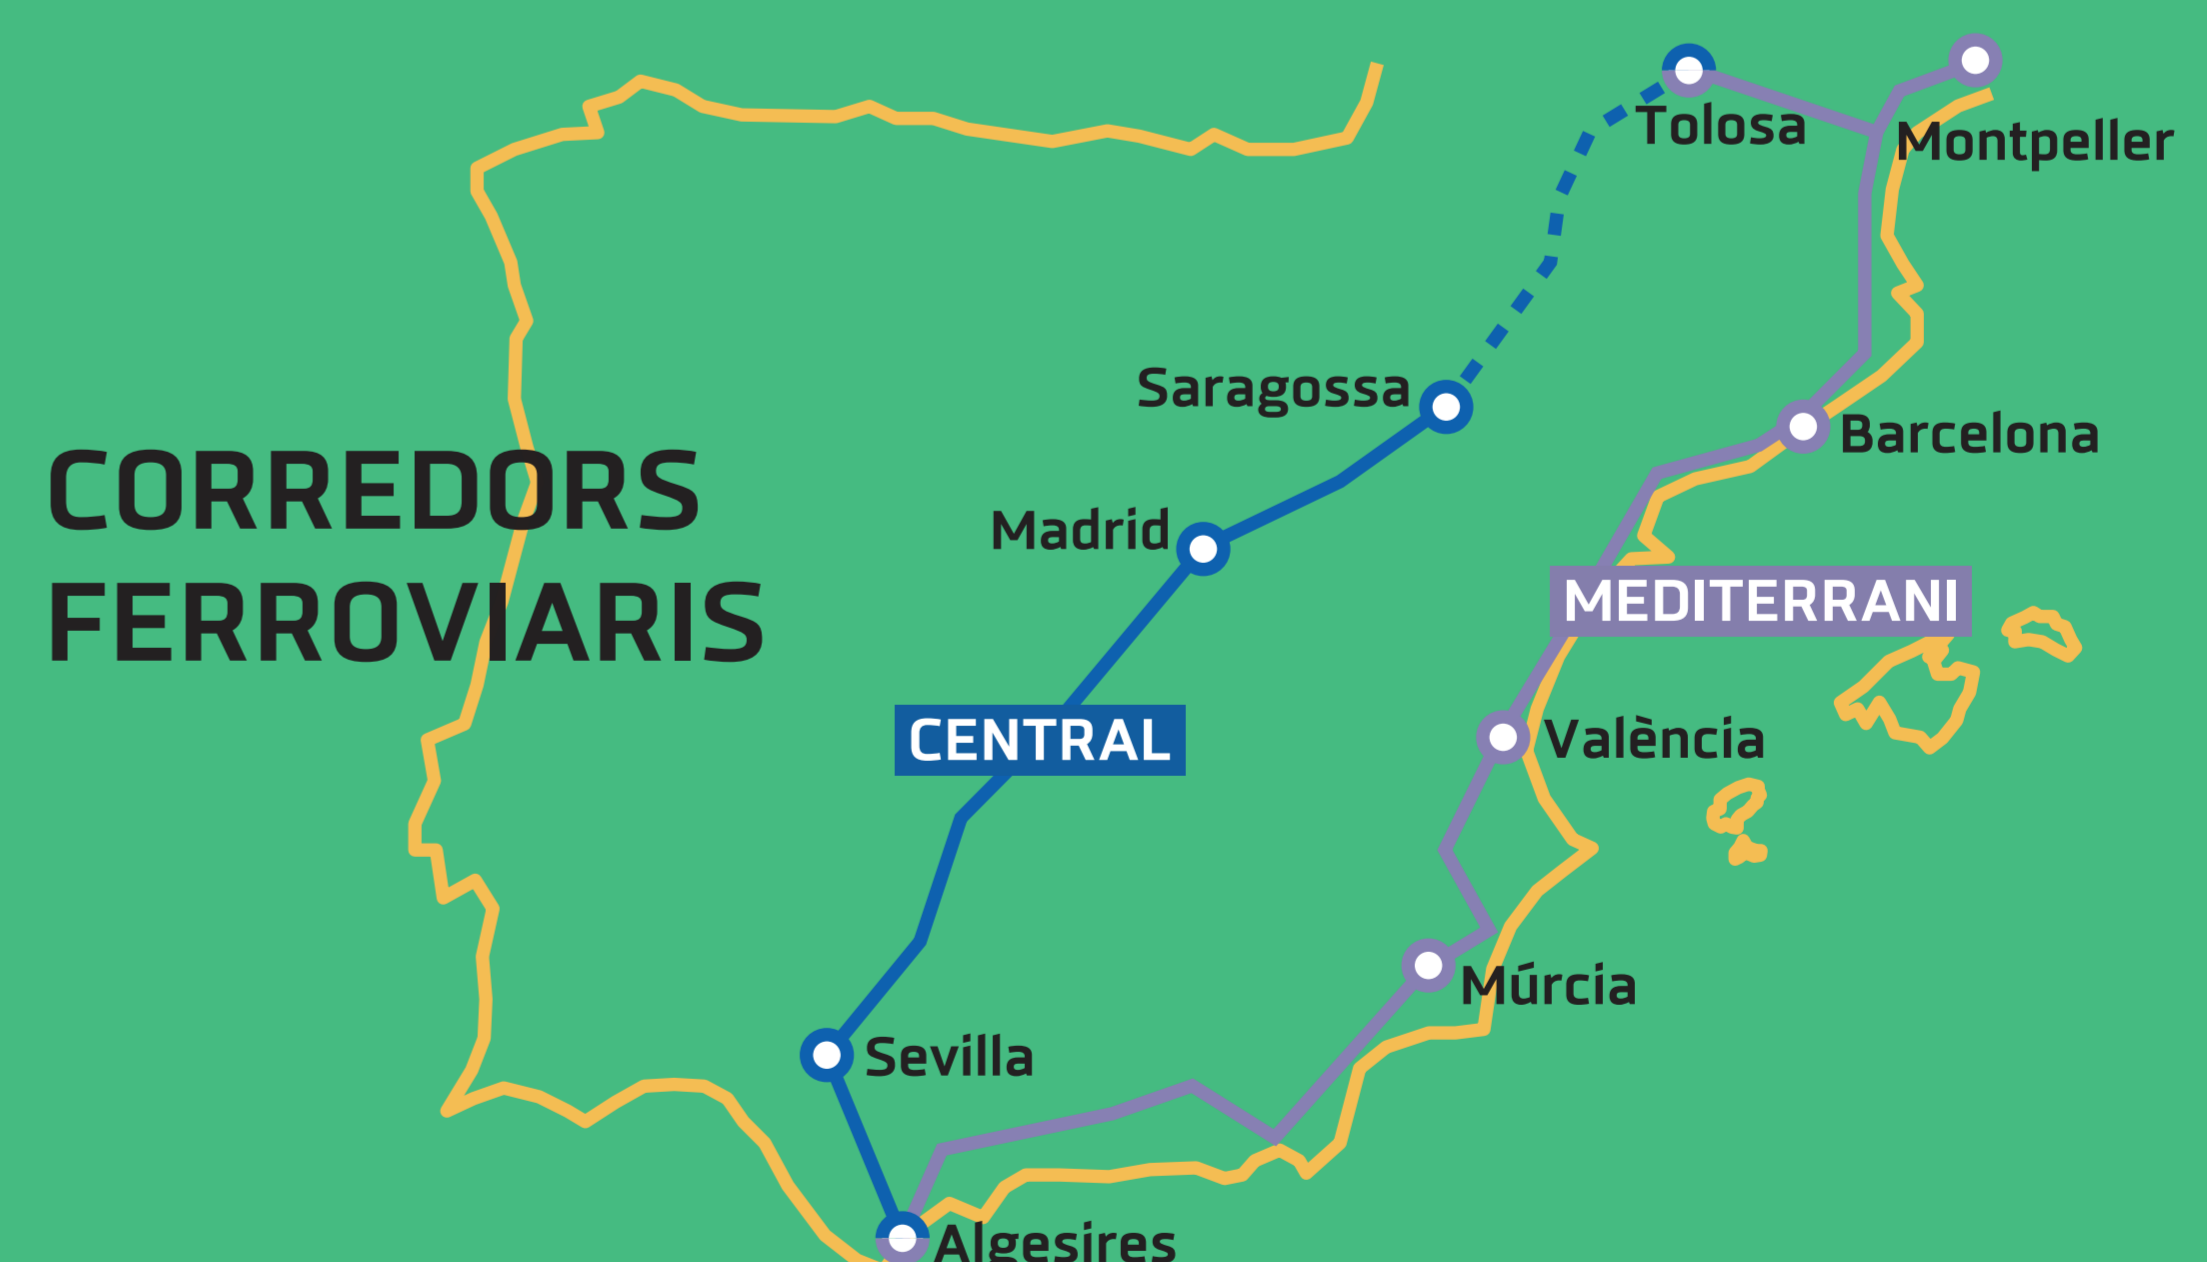 Tolosa
Montpeller
Saragossa
Barcelona
CORREDORS
FERROVIARIS
Madrid
MEDITERRANI
CENTRAL
València
Múrcia
Sevilla
Algesires